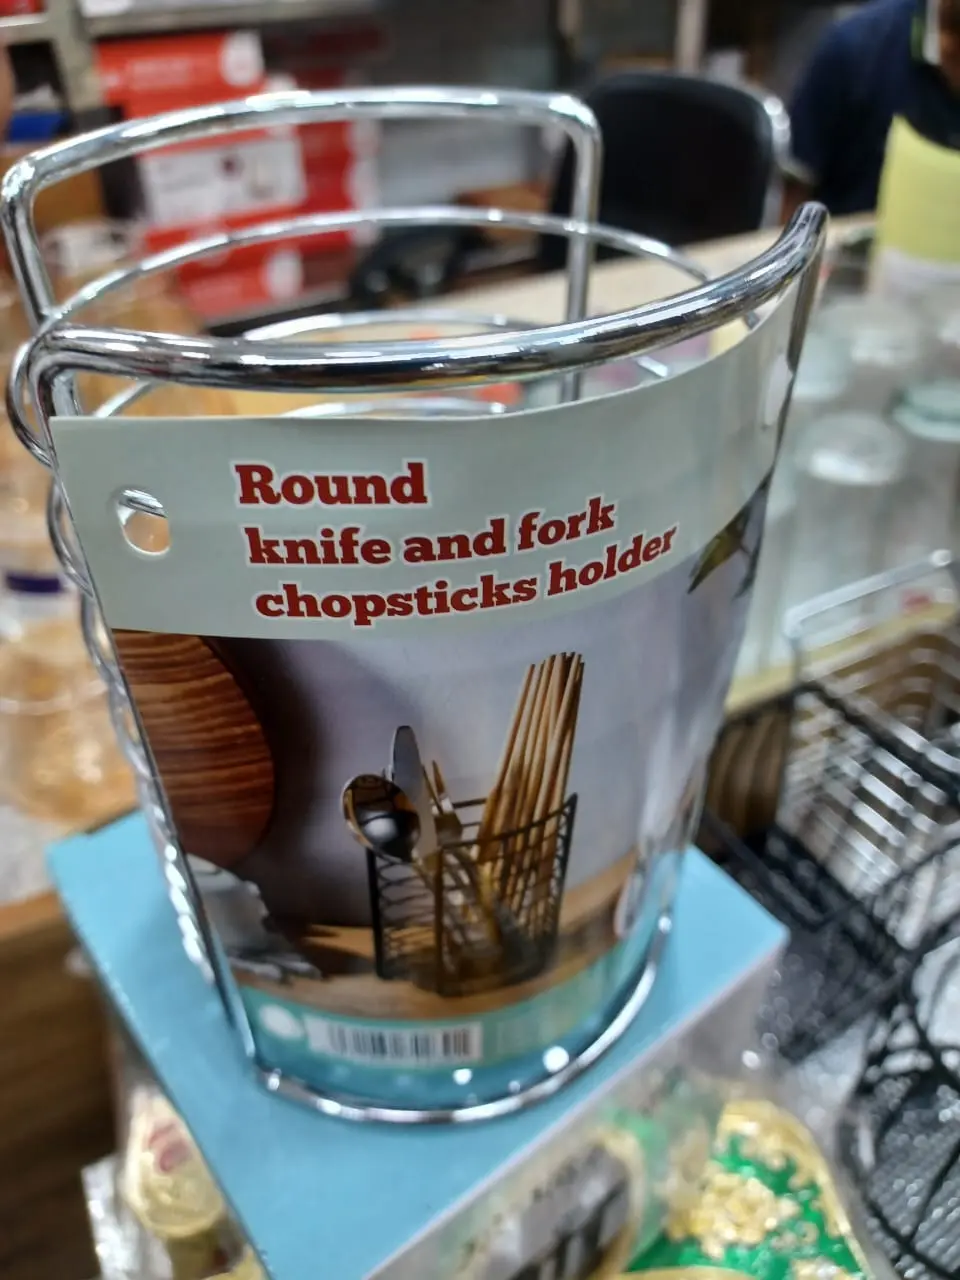 Round
knife and fork
chopsticks holder